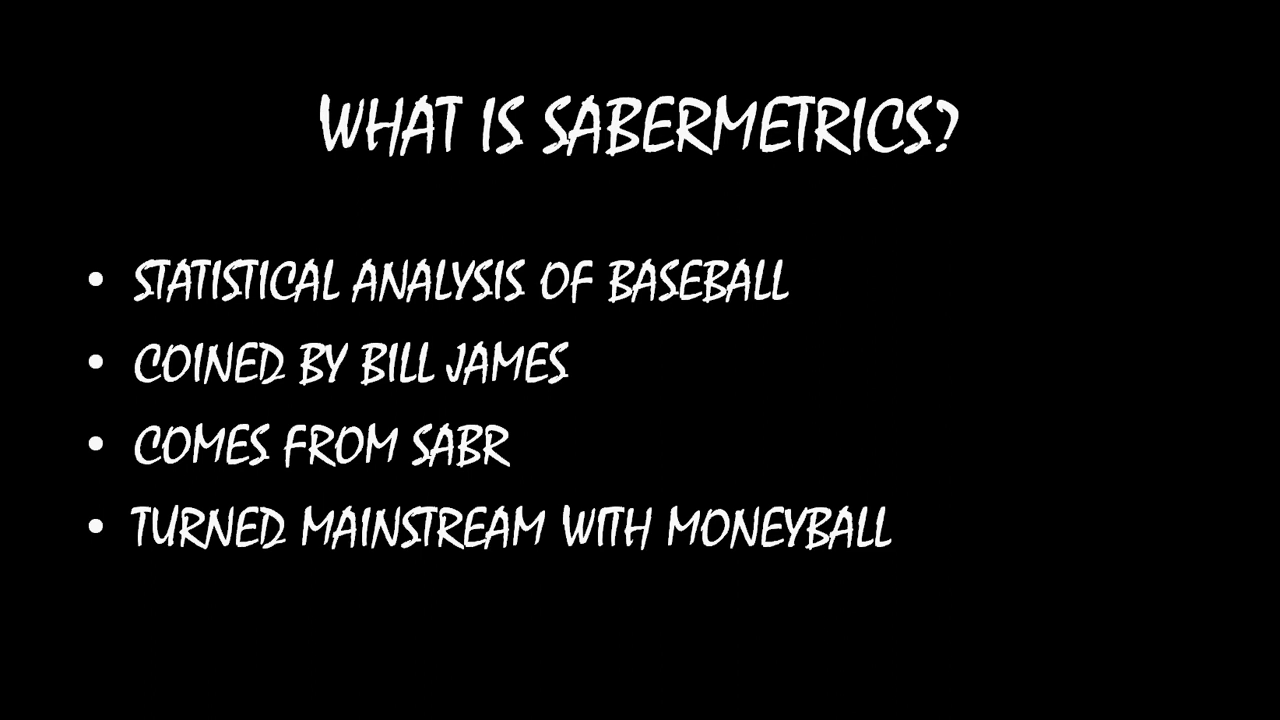 WHAT IS SABERMETRICS?
• STATISTICAL ANALYSIS OF BASEBALL
• COINED BY BILL JAMES
• COMES FROM SABR
• TURNED MAINSTREAM WITH MONEYBALL